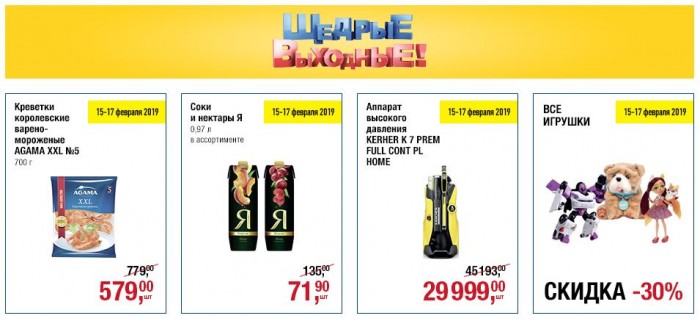 Щедрые
Выходные!
Креветки
королевские
варено-
мороженые
AGAMA XXL №5
700 г
15-17 февраля 2019
AGAMA
5
XXL
779,00
579,00
шт
Соки
и нектары Я
0,97 л
в ассортименте
15-17 февраля 2019
Я Я
135,00
71,90
шт
Аппарат
высокого
давления
KERHER K 7 PREM
FULL CONT PL
HOME
15-17 февраля 2019
45193,00
29999,00
шт
ВСЕ
ИГРУШКИ
15-17 февраля 2019
СКИДКА -30%